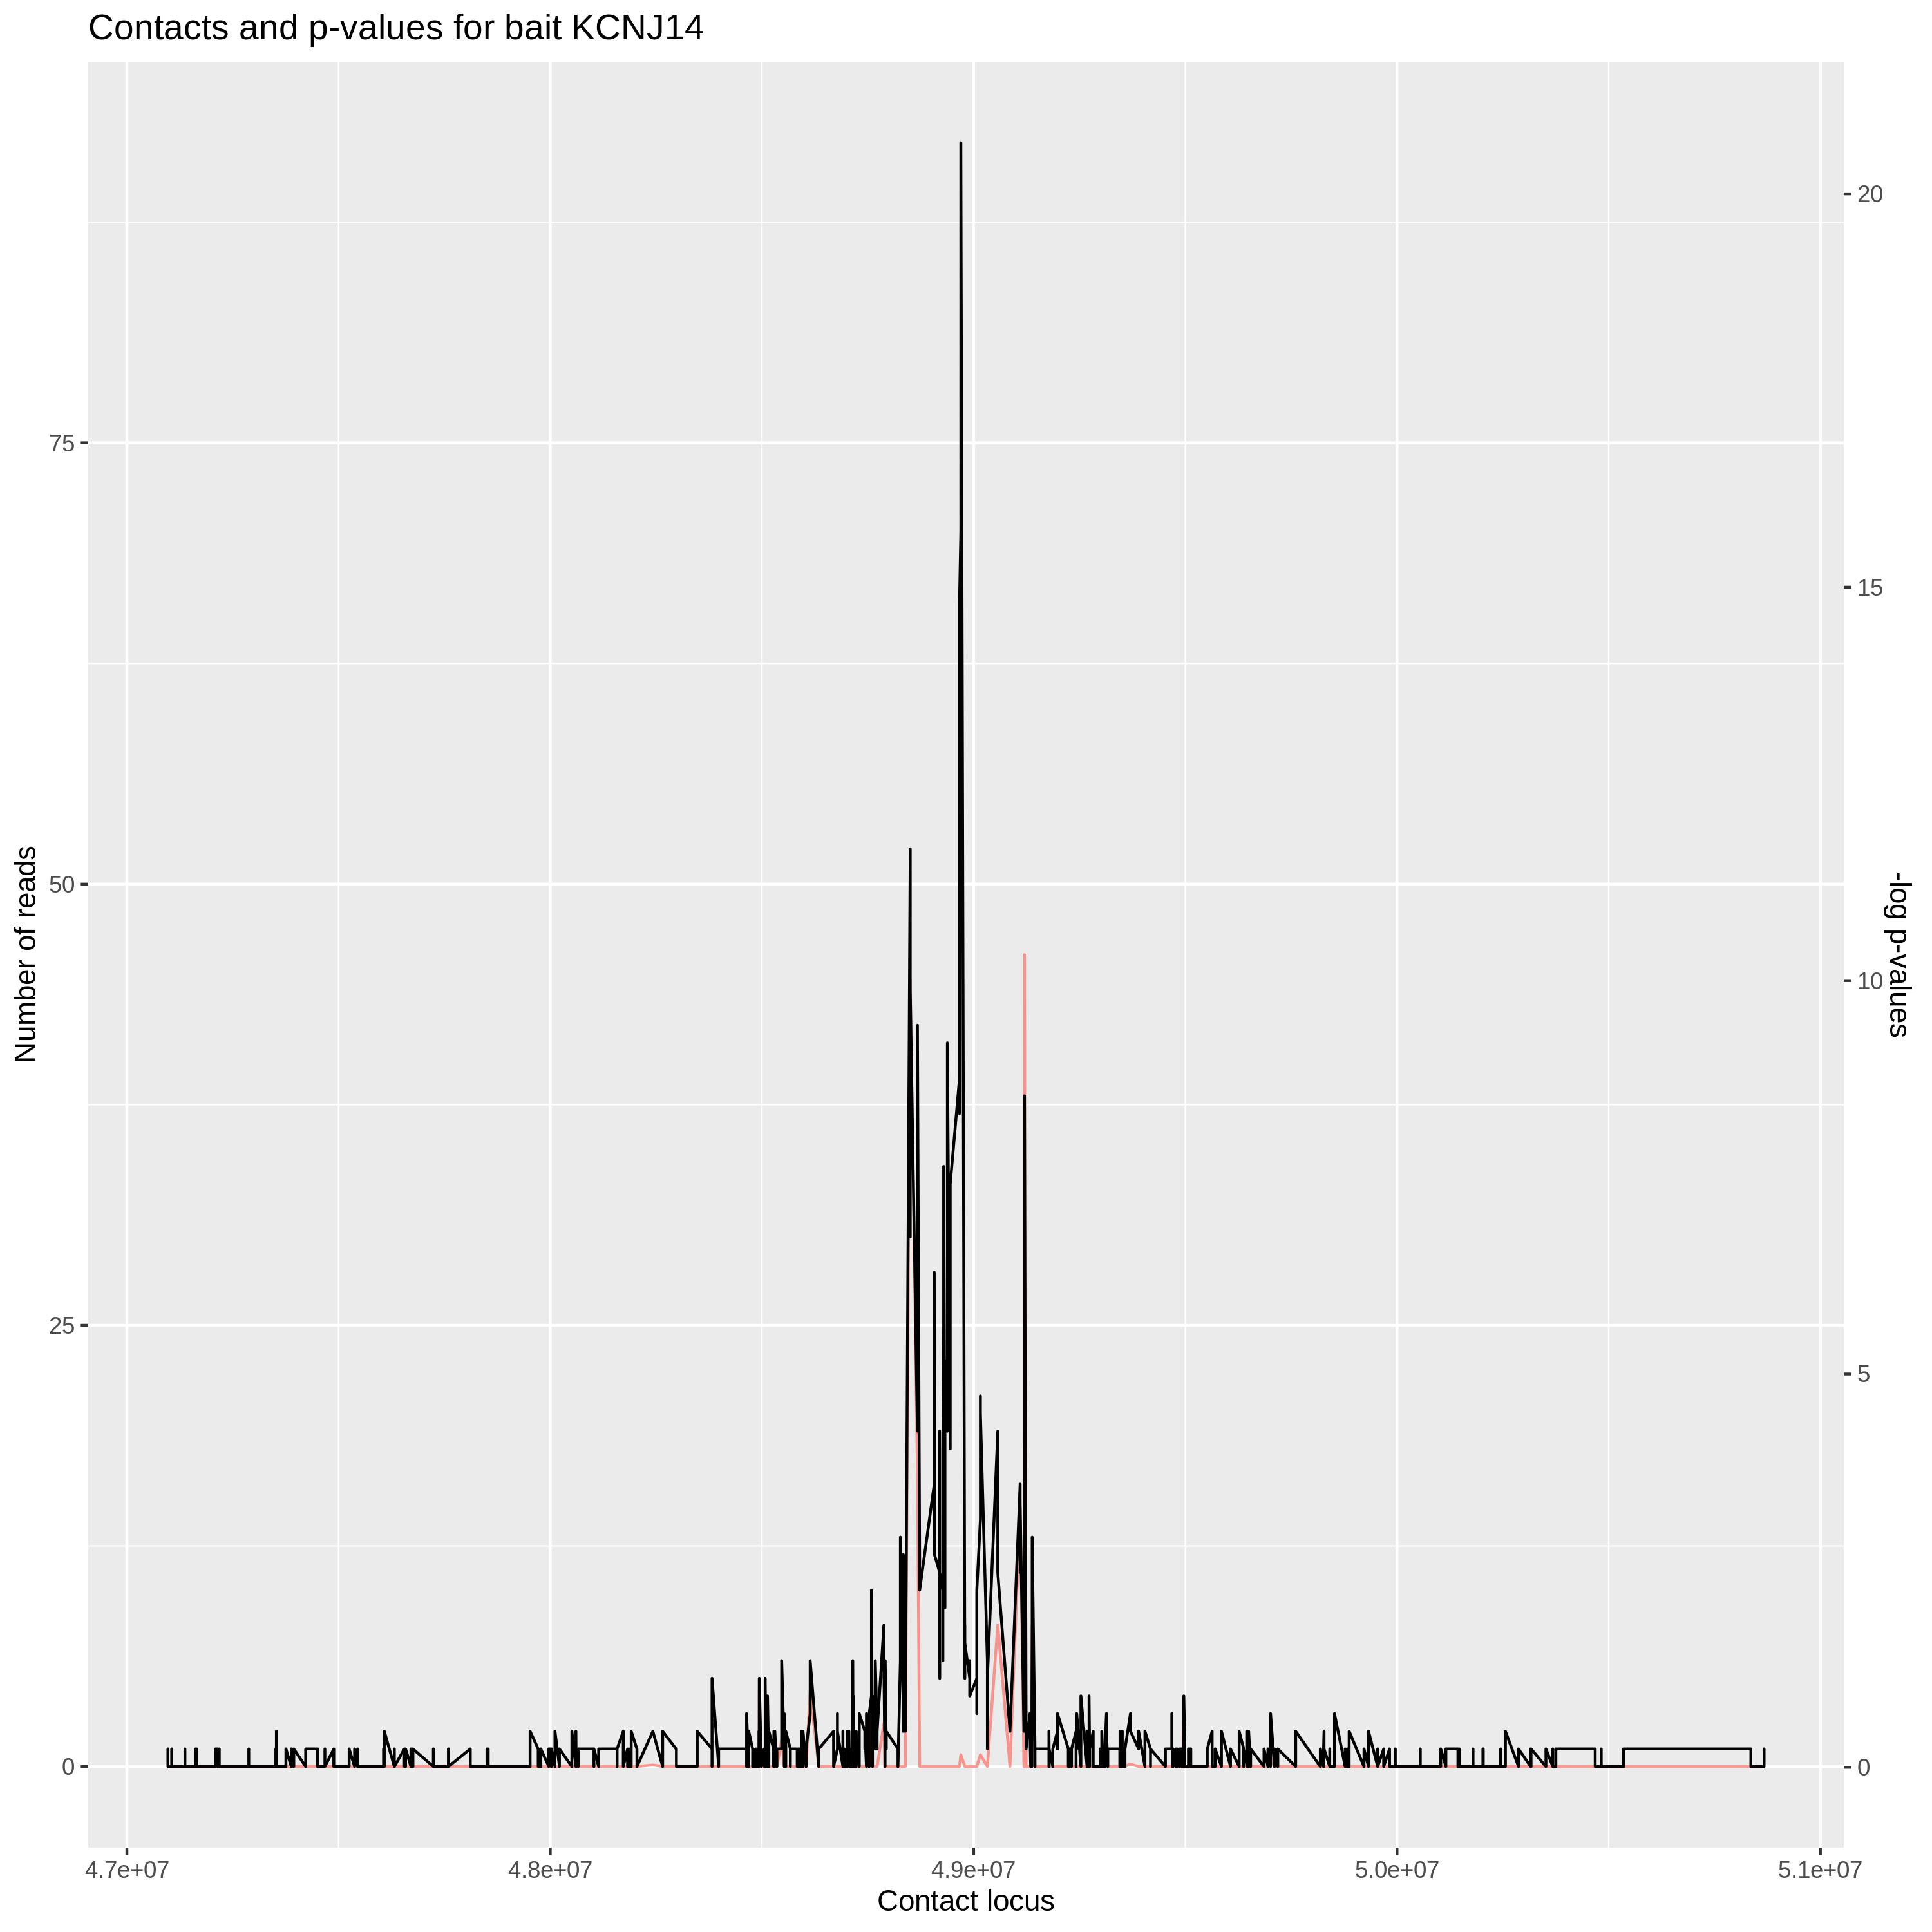 Contacts and p-values for bait KCNJ14
Number of reads
75
50
25
0
20
15
10
5
0
-log p-values
4.7e+07 4.8e+07 4.9e+07 5.0e+07 5.1e+07
Contact locus